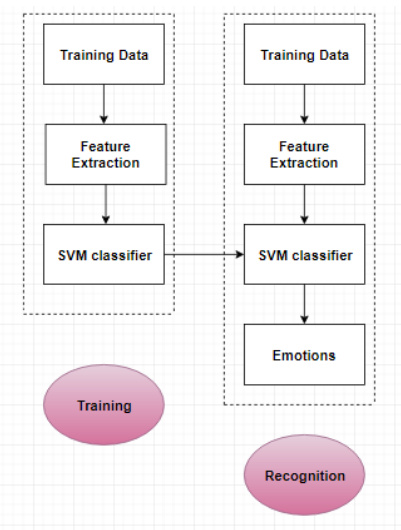 Training Data
Feature
Extraction
SVM classifier
Training
Training Data
Feature
Extraction
SVM classifier
Emotions
Recognition